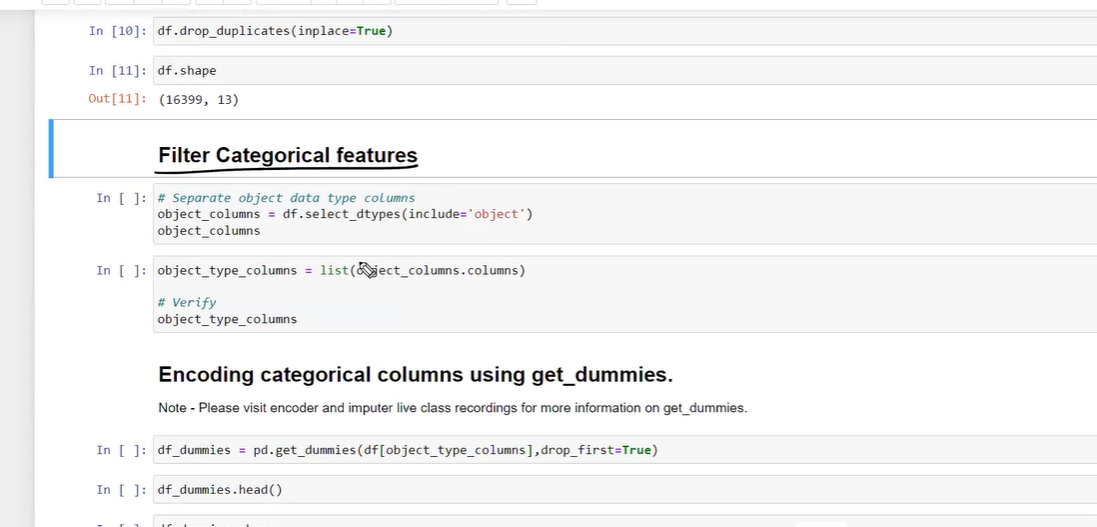 In [10]: df.drop_duplicates(inplace=True)
In [11]: df.shape
Out[11]: (16399, 13)
Filter Categorical features
In [ ]: # Separate object data type columns
object_columns = df.select_dtypes(include='object')
object_columns
In [ ]: object_type_columns = list(object_columns.columns)
# Verify
object_type_columns
Encoding categorical columns using get_dummies.
Note - Please visit encoder and imputer live class recordings for more information on get_dummies.
In [ ]: df_dummies = pd.get_dummies(df[object_type_columns],drop_first=True)
In [ ]: df_dummies.head()